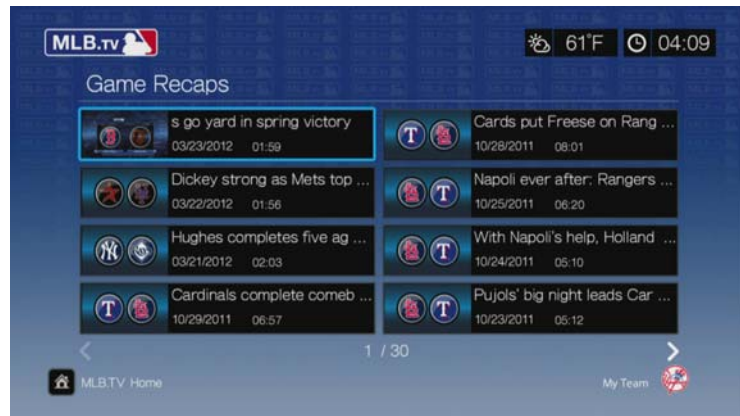 MLB.TV
61°F
04:09
Game Recaps
s go yard in spring victory
03/23/2012 01:59
Cards put Freese on Rang ...
10/28/2011 08:01
Dickey strong as Mets top ...
03/22/2012 01:56
Napoli ever after: Rangers ...
10/25/2011 06:20
Hughes completes five ag ...
03/21/2012 02:03
With Napoli's help, Holland ...
10/24/2011 05:10
Cardinals complete comeb ...
10/29/2011 06:57
Pujols' big night leads Car ...
10/23/2011 05:12
1 / 30
MLB.TV Home
My Team